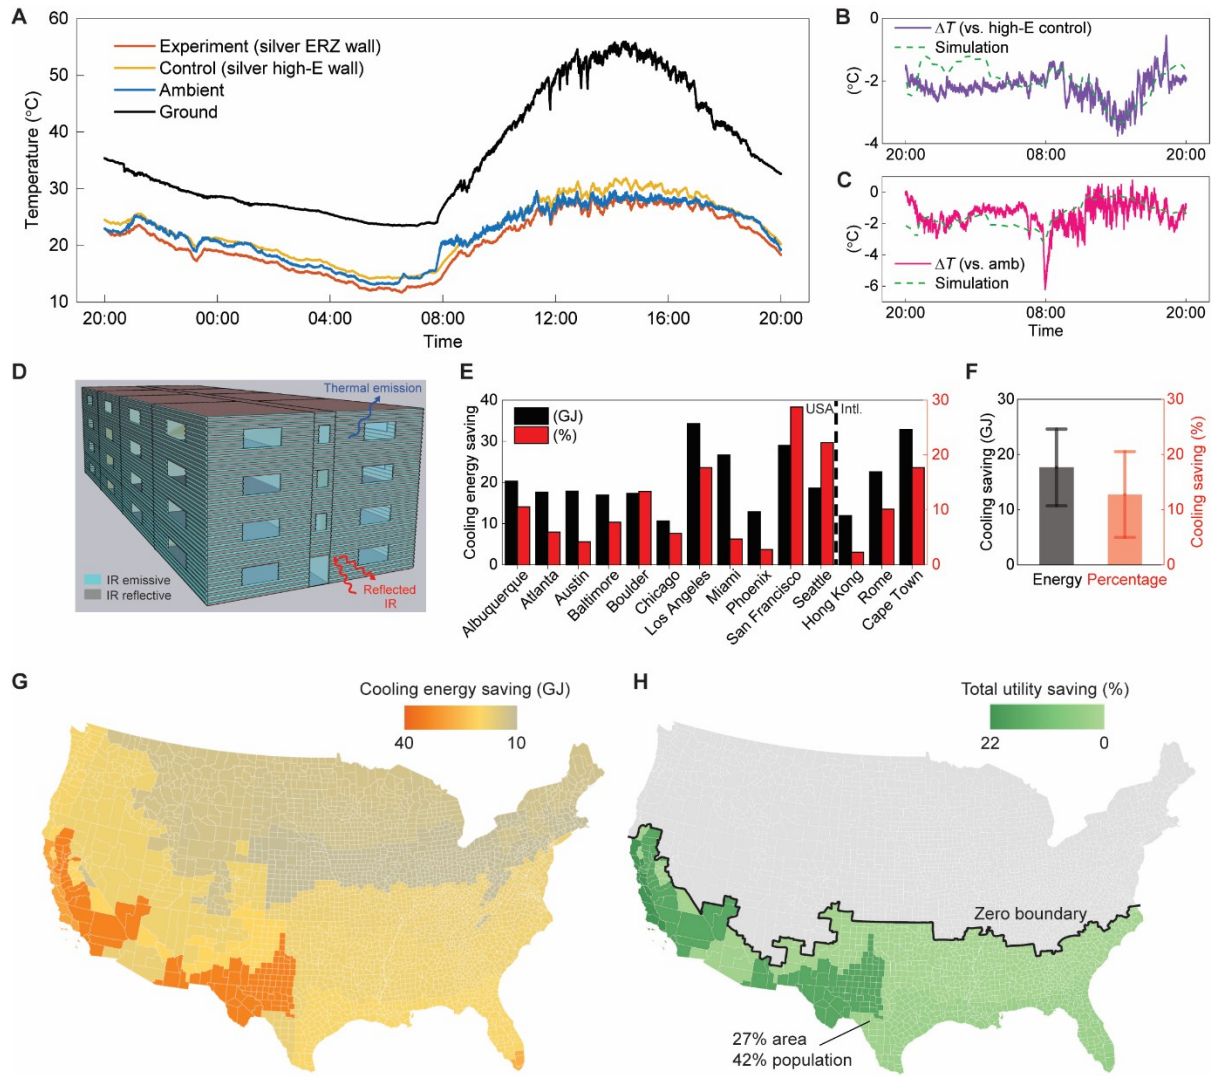 A
Temperature (°C)
60
50
40
30
20
10
Experiment (silver ERZ wall)
Control (silver high-E wall)
Ambient
Ground
20:00
00:00
04:00
08:00
12:00
16:00
20:00
Time
B
(°C)
0
-2
-4
ΔT (vs. high-E control)
Simulation
20:00
08:00
20:00
C
(°C)
0
-2
-4
-6
ΔT (vs. amb)
Simulation
20:00
08:00
20:00
Time
D
Thermal emission
IR emissive
IR reflective
Reflected
IR
E
Cooling energy saving
40
30
20
10
0
(GJ)
(%)
USA
Intl.
30
20
10
0
Albuquerque
Atlanta
Austin
Baltimore
Boulder
Chicago
Los Angeles
Miami
Phoenix
San Francisco
Seattle
Hong Kong
Rome
Cape Town
F
Cooling saving (GJ)
30
20
10
0
30
20
10
0
Cooling saving (%)
Energy
Percentage
G
Cooling energy saving (GJ)
40
10
H
Total utility saving (%)
22
0
Zero boundary
27% area
42% population